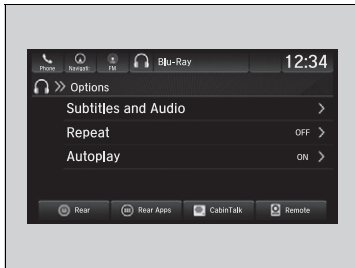 Phone Navigati FM Blu-Ray 12:34
Options
Subtitles and Audio
Repeat OFF
Autoplay ON
Rear Rear Apps CabinTalk Remote